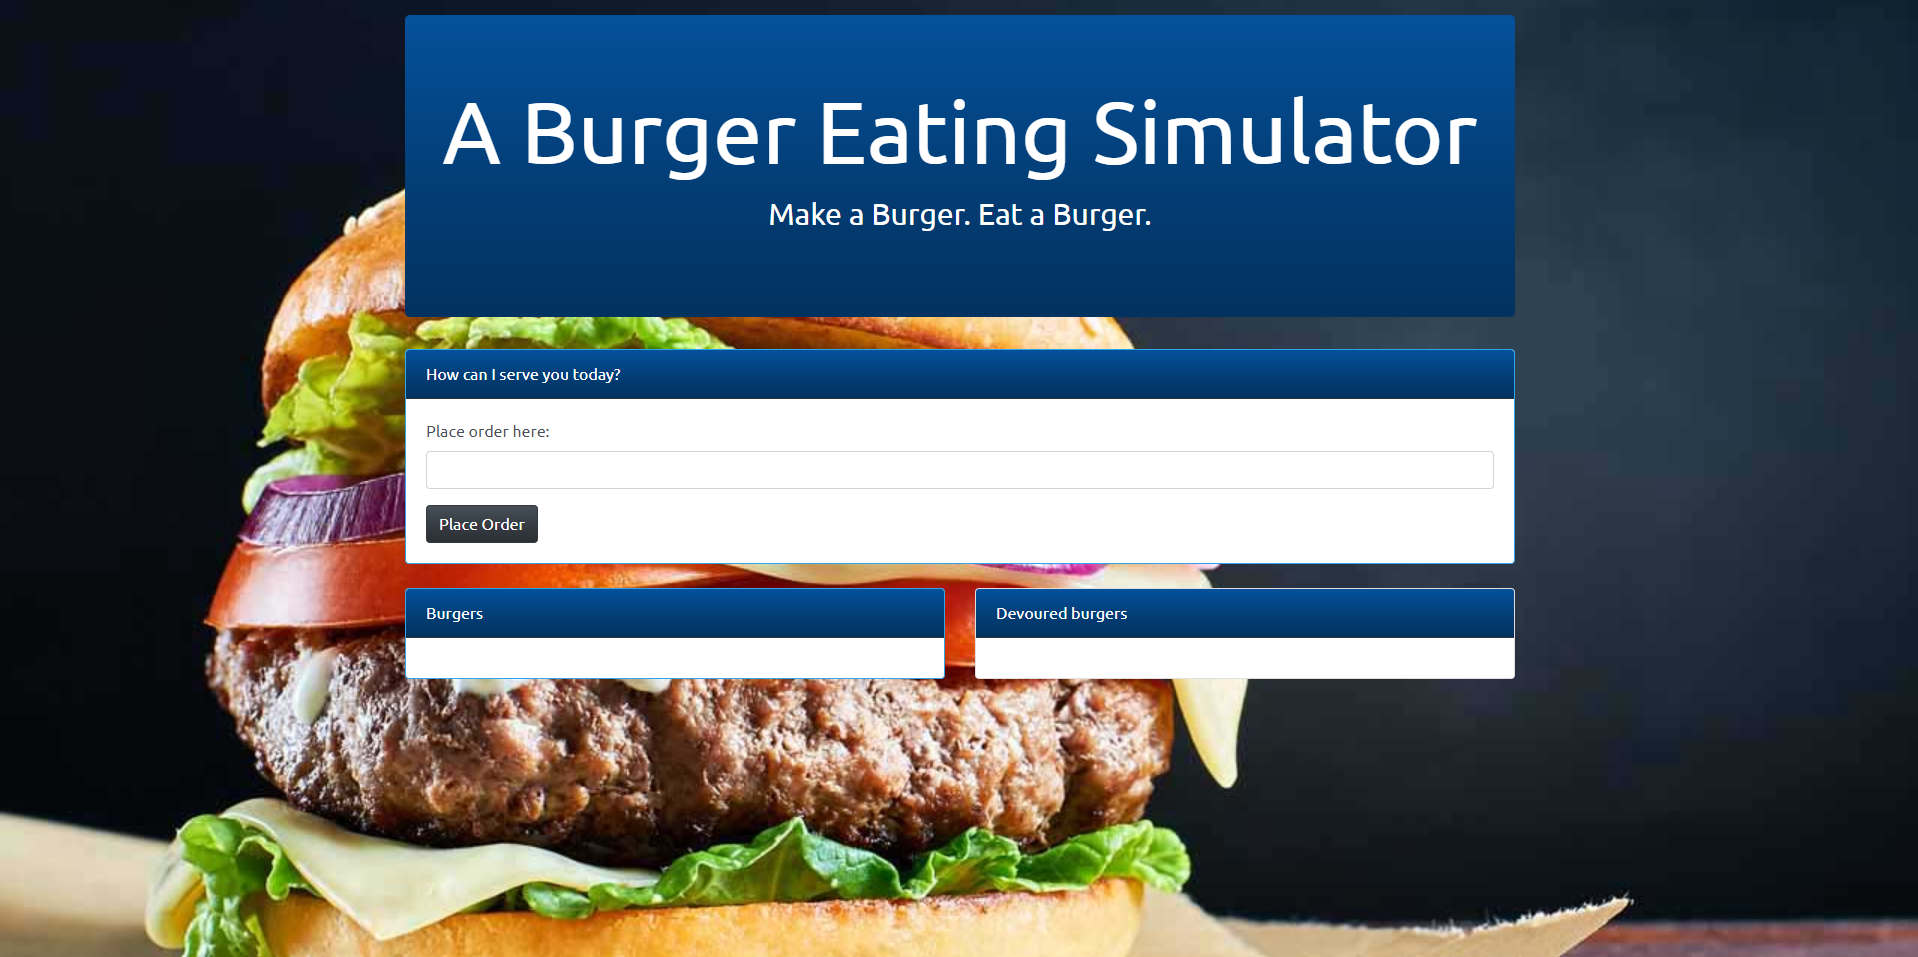 A Burger Eating Simulator
Make a Burger. Eat a Burger.
How can I serve you today?
Place order here:
Place Order
Burgers
Devoured burgers